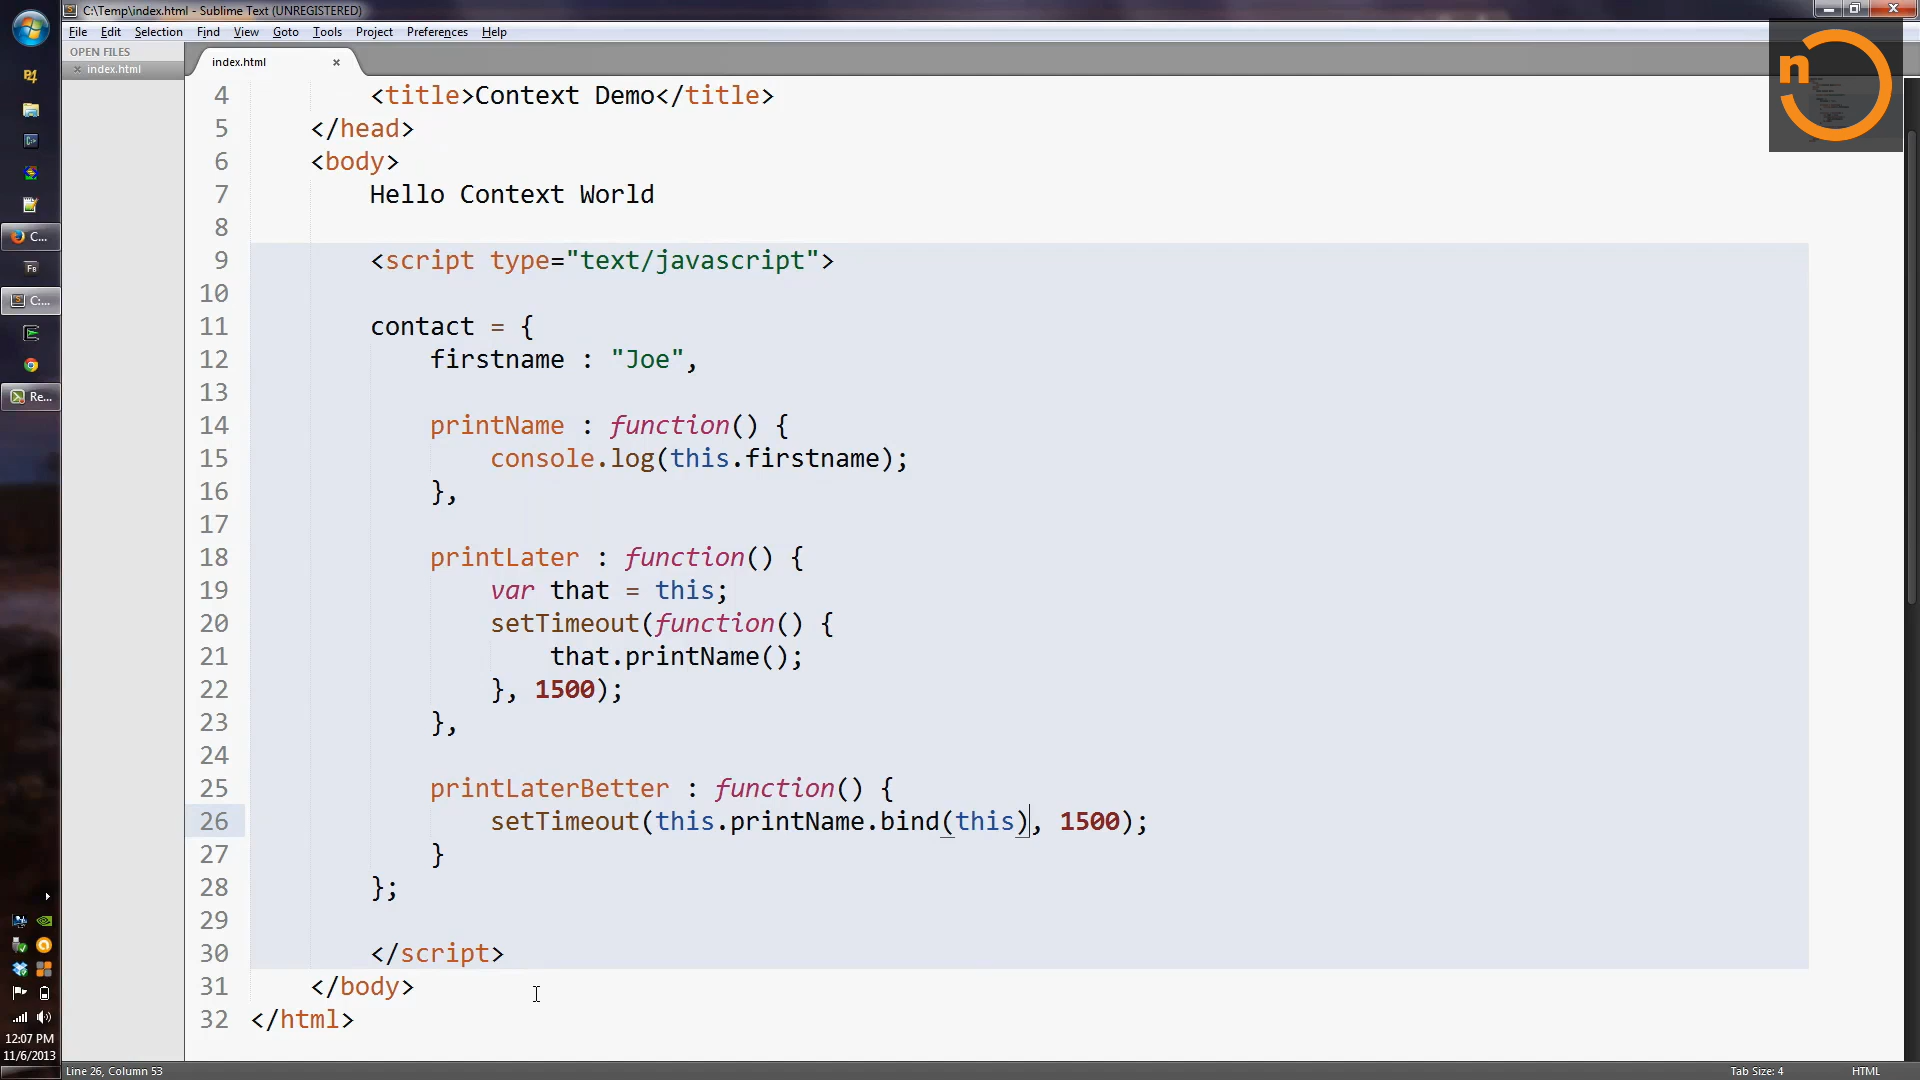 C:\Temp\index.html - Sublime Text (UNREGISTERED)
File Edit Selection Find View Goto Tools Project Preferences Help
OPEN FILES
index.html
index.html
n
4 <title>Context Demo</title>
5 </head>
6 <body>
7 Hello Context World
8
9 <script type="text/javascript">
10
11 contact = {
12 firstname : "Joe",
13
14 printName : function() {
15 console.log(this.firstname);
16 },
17
18 printLater : function() {
19 var that = this;
20 setTimeout(function() {
21 that.printName();
22 }, 1500);
23 },
24
25 printLaterBetter : function() {
26 setTimeout(this.printName.bind(this), 1500);
27 }
28 };
29
30 </script>
31 </body>
32 </html>
C...
FB
C:...
Re...
12:07 PM
11/6/2013
Line 26, Column 53
Tab Size: 4
HTML